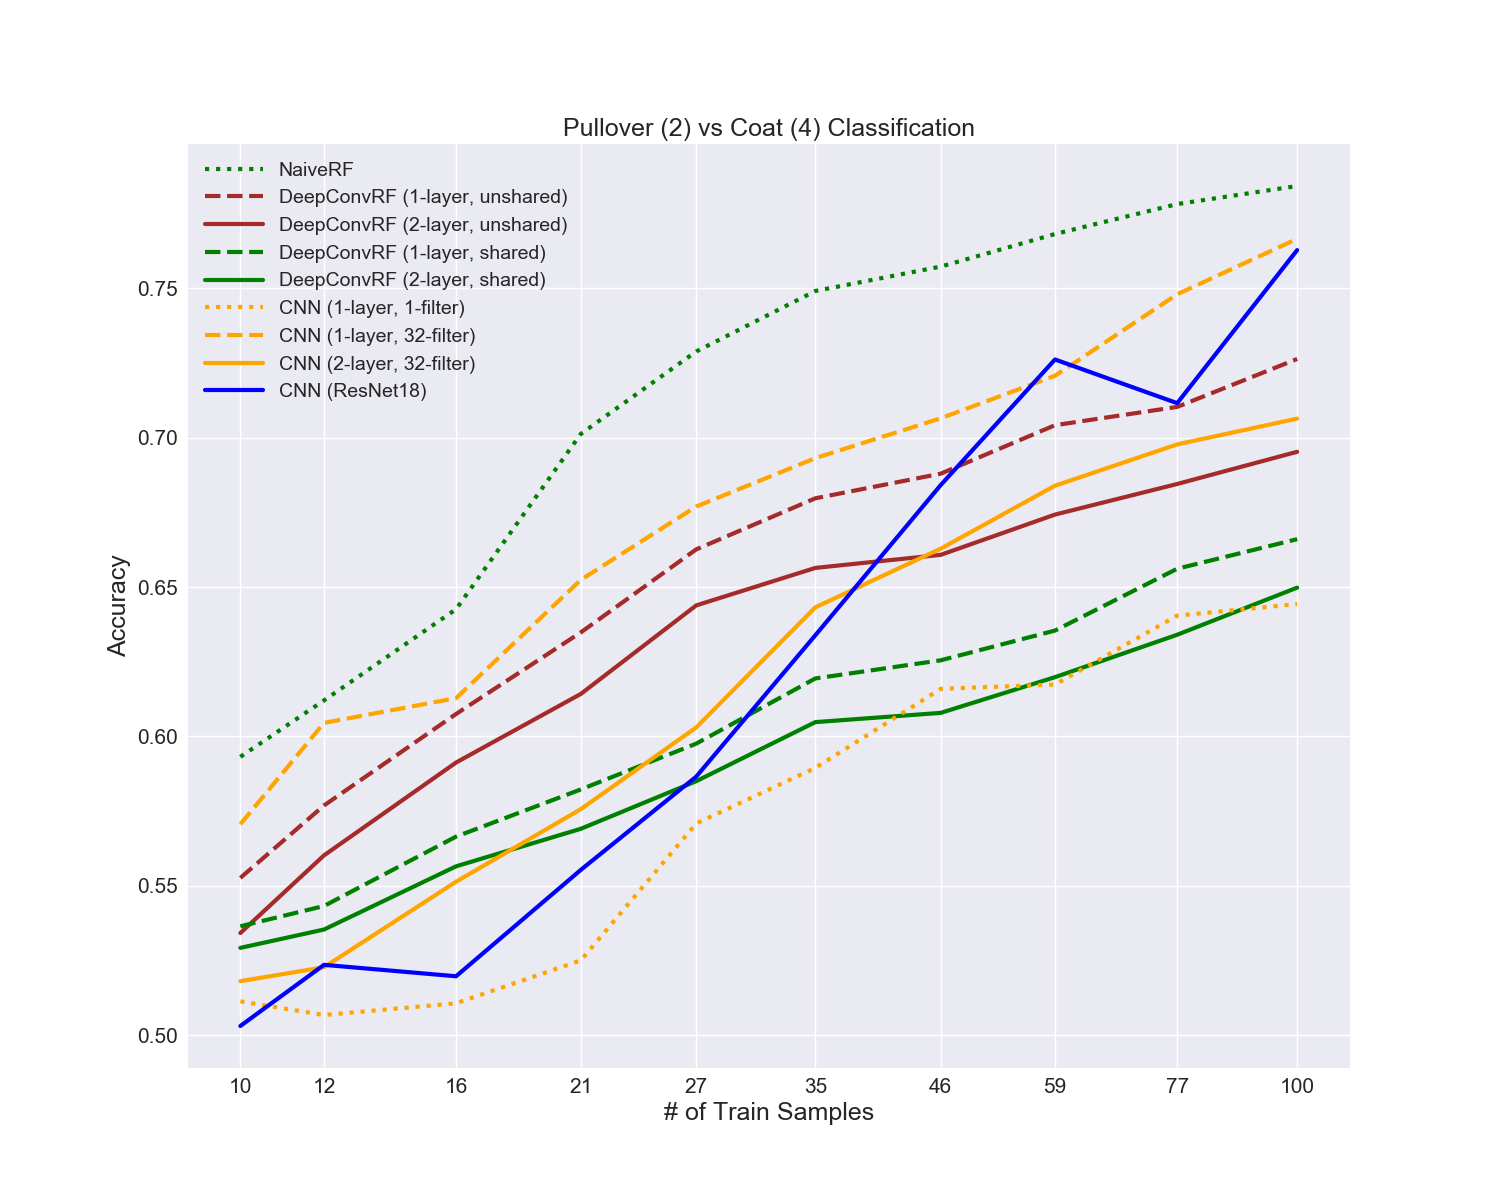 Pullover (2) vs Coat (4) Classification
NaiveRF
DeepConvRF (1-layer, unshared)
DeepConvRF (2-layer, unshared)
DeepConvRF (1-layer, shared)
DeepConvRF (2-layer, shared)
CNN (1-layer, 1-filter)
CNN (1-layer, 32-filter)
CNN (2-layer, 32-filter)
CNN (ResNet18)
Accuracy
0.75
0.70
0.65
0.60
0.55
0.50
10 12 16 21 27 35 46 59 77 100
# of Train Samples